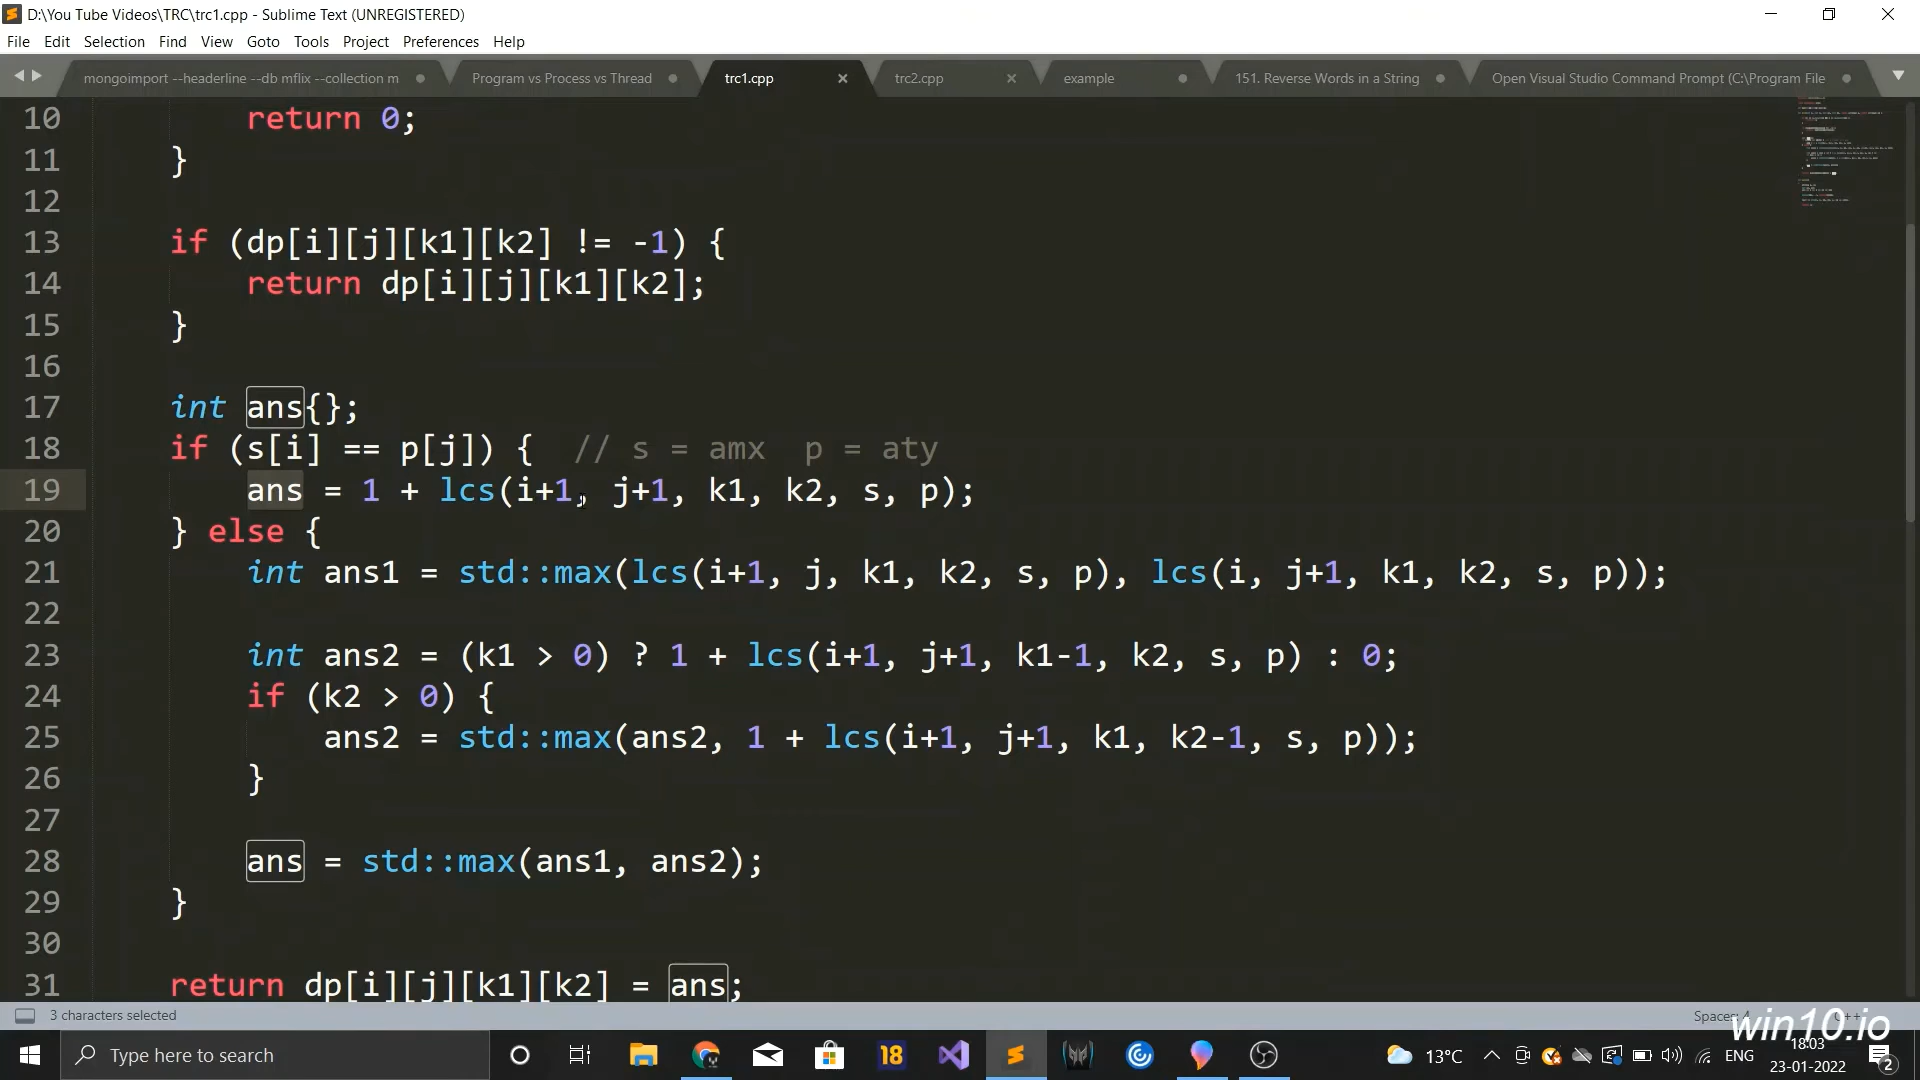 D:\You Tube Videos\TRC\trc1.cpp - Sublime Text (UNREGISTERED)
File Edit Selection Find View Goto Tools Project Preferences Help
mongoimport --headerline --db mflix --collection m Program vs Process vs Thread trc1.cpp trc2.cpp example 151. Reverse Words in a String Open Visual Studio Command Prompt (C:\Program File
10 return 0;
11 }
12
13 if (dp[i][j][k1][k2] != -1) {
14 return dp[i][j][k1][k2];
15 }
16
17 int ans{};
18 if (s[i] == p[j]) { // s = amx p = aty
19 ans = 1 + lcs(i+1, j+1, k1, k2, s, p);
20 } else {
21 int ans1 = std::max(lcs(i+1, j, k1, k2, s, p), lcs(i, j+1, k1, k2, s, p));
22
23 int ans2 = (k1 > 0) ? 1 + lcs(i+1, j+1, k1-1, k2, s, p) : 0;
24 if (k2 > 0) {
25 ans2 = std::max(ans2, 1 + lcs(i+1, j+1, k1, k2-1, s, p));
26 }
27
28 ans = std::max(ans1, ans2);
29 }
30
31 return dp[i][j][k1][k2] = ans;
3 characters selected Spaces: 4 C++
win10.io
Type here to search 18 13°C ENG 18:03
23-01-2022 2